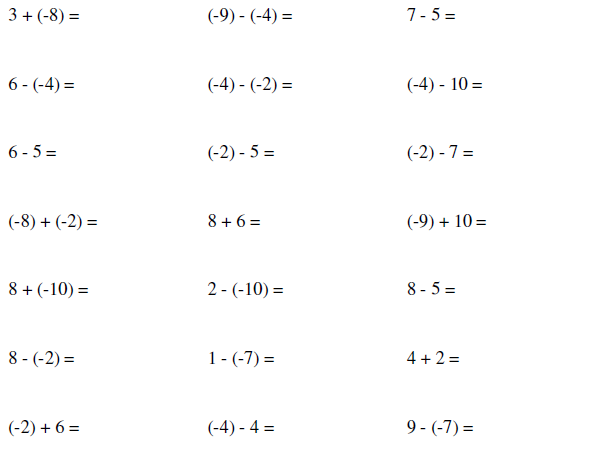 3 + (-8) = (-9) - (-4) = 7 - 5 =
6 - (-4) = (-4) - (-2) = (-4) - 10 =
6 - 5 = (-2) - 5 = (-2) - 7 =
(-8) + (-2) = 8 + 6 = (-9) + 10 =
8 + (-10) = 2 - (-10) = 8 - 5 =
8 - (-2) = 1 - (-7) = 4 + 2 =
(-2) + 6 = (-4) - 4 = 9 - (-7) =